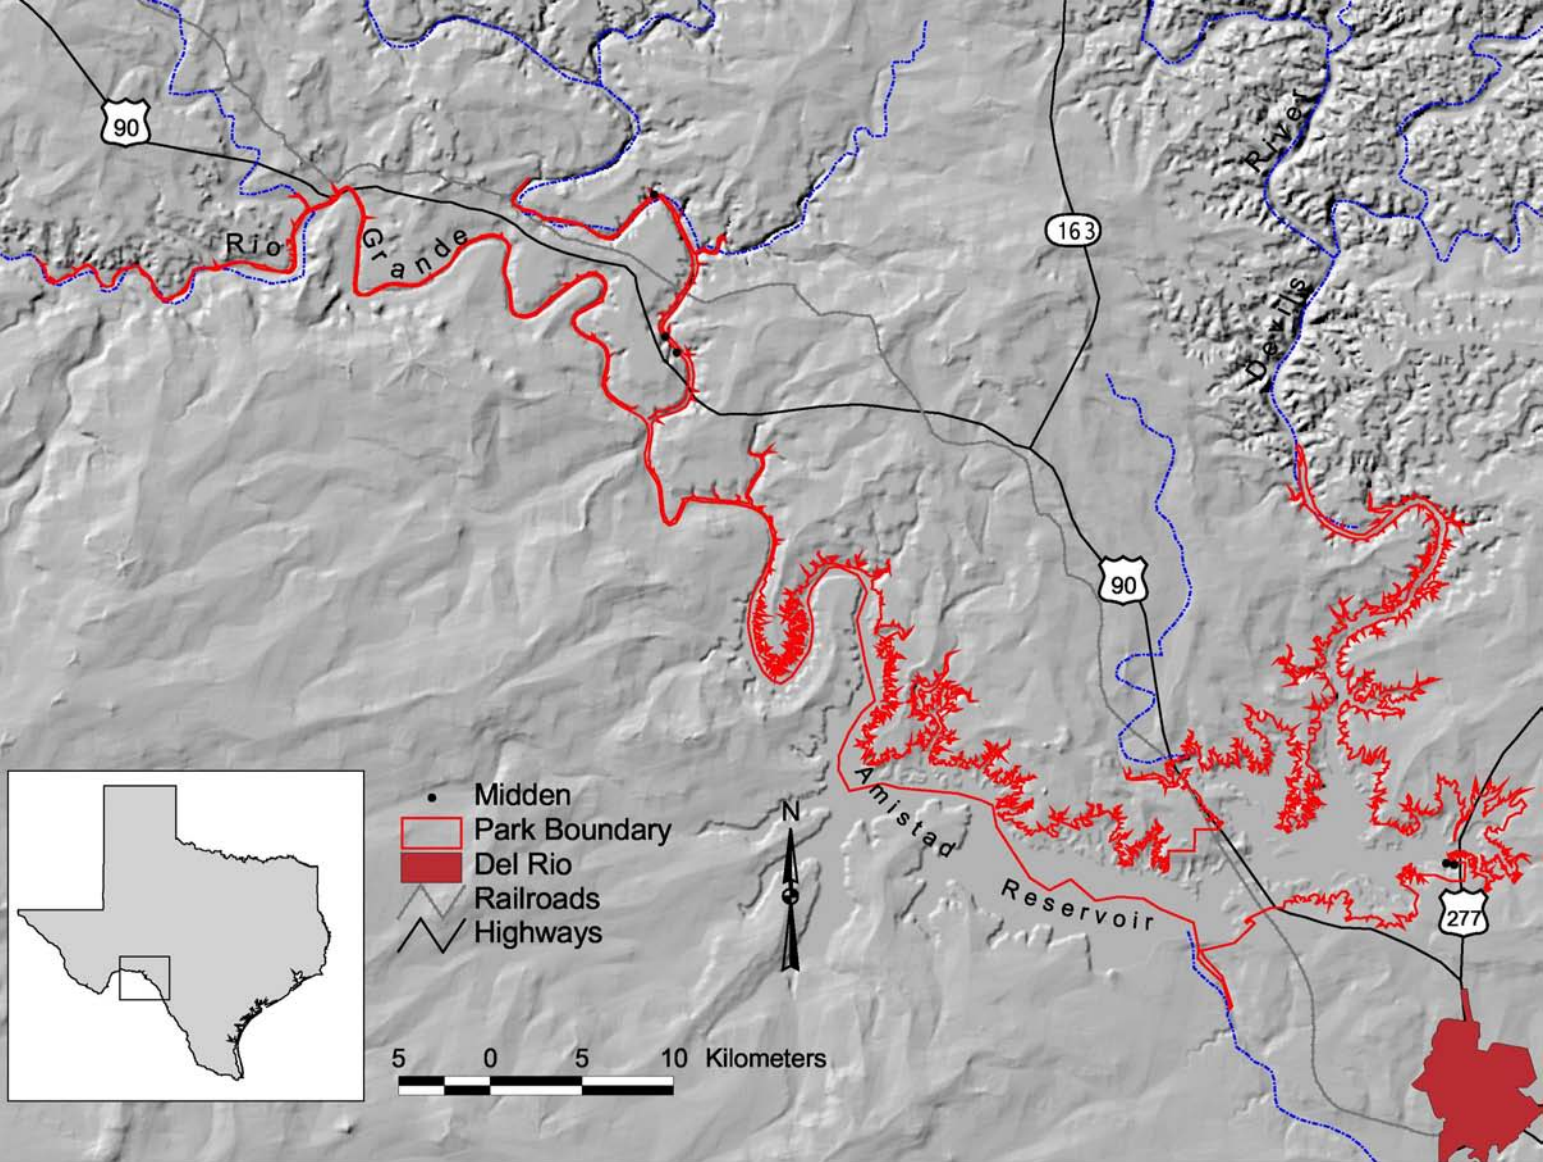 90
River
163
Rio
Grande
Devils
90
Amistad
Reservoir
Midden
Park Boundary
Del Rio
Railroads
Highways
N
277
5 0 5 10 Kilometers